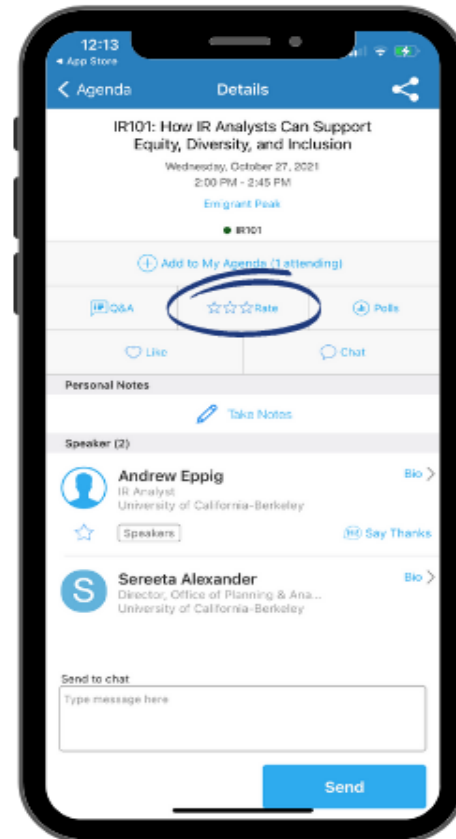 12:13
App Store
Agenda
Details
IR101: How IR Analysts Can Support
Equity, Diversity, and Inclusion
Wednesday, October 27, 2021
2:00 PM - 2:45 PM
Emigrant Peak
IR101
Add to My Agenda (1 attending)
Q&A
Rate
Polls
Like
Chat
Personal Notes
Take Notes
Speaker (2)
Andrew Eppig
Bio
IR Analyst
University of California-Berkeley
Speakers
Say Thanks
S
Sereeta Alexander
Bio
Director, Office of Planning & Ana...
University of California-Berkeley
Send to chat
Type message here
Send